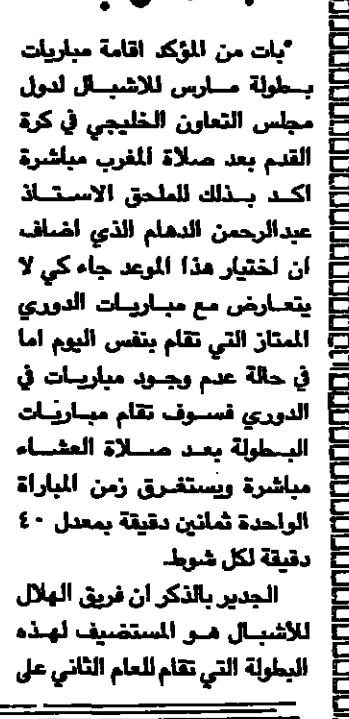 °بات من المؤكد اقامة مباريات
بطولة مارس للاشبال لدول
مجلس التعاون الخليجي في كرة
القدم بعد صلاة المغرب مباشرة
اكد بذلك للملحق الاستاذ
عبدالرحمن الدهام الذي اضاف
ان اختيار هذا الموعد جاء كي لا
يتعارض مع مباريات الدوري
الممتاز التي تقام بنفس اليوم اما
في حالة عدم وجود مباريات في
الدوري فسوف تقام مباريات
البطولة بعد صلاة العشاء
مباشرة ويستغرق زمن المباراة
الواحدة ثمانين دقيقة بمعدل ٤٠
دقيقة لكل شوط.
الجدير بالذكر ان فريق الهلال
للأشبال هو المستضيف لهذه
البطولة التي تقام للعام الثاني على